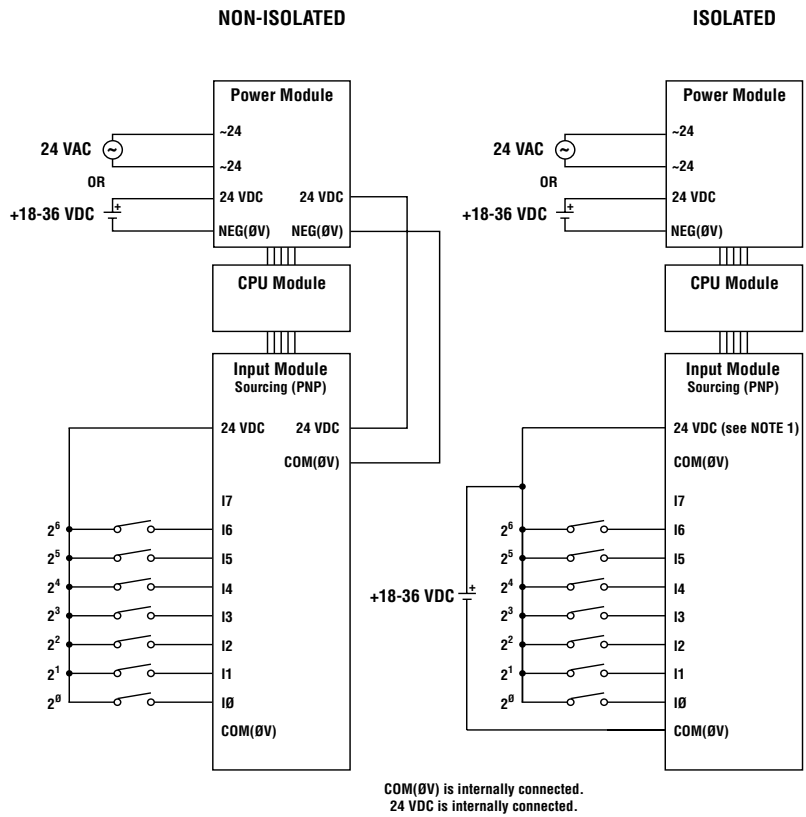 NON-ISOLATED
Power Module
24 VAC
~
~24
~24
OR
+18-36 VDC
+
24 VDC 24 VDC
NEG(ØV) NEG(ØV)
CPU Module
Input Module
Sourcing (PNP)
24 VDC 24 VDC
COM(ØV)
I7
2⁶ I6
2⁵ I5
2⁴ I4
2³ I3
2² I2
2¹ I1
2^Ø IØ
COM(ØV)
ISOLATED
Power Module
24 VAC
~
~24
~24
OR
+18-36 VDC
+
24 VDC
NEG(ØV)
CPU Module
Input Module
Sourcing (PNP)
24 VDC (see NOTE 1)
COM(ØV)
I7
2⁶ I6
2⁵ I5
2⁴ I4
+18-36 VDC
+
2³ I3
2² I2
2¹ I1
2^Ø IØ
COM(ØV)
COM(ØV) is internally connected.
24 VDC is internally connected.